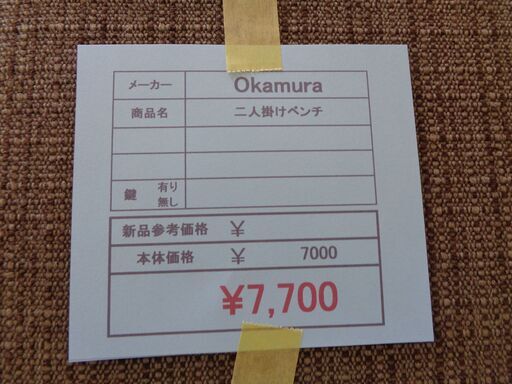 メーカー Okamura
商品名 二人掛けベンチ
鍵 有り
無し
新品参考価格 ¥
本体価格 ¥ 7000
¥7,700